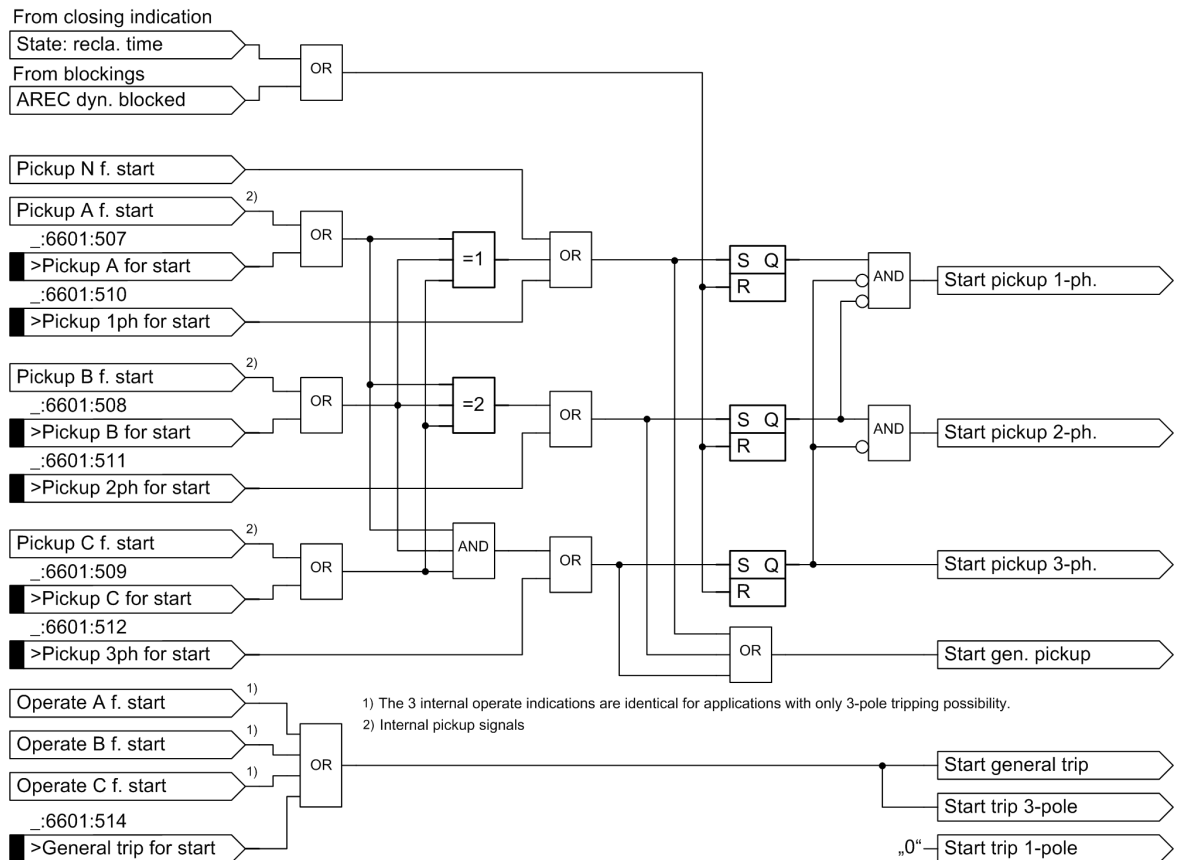 From closing indication
State: recla. time
OR
From blockings
AREC dyn. blocked
Pickup N f. start
Pickup A f. start
2)
OR
_:6601:507
>Pickup A for start
=1
OR
S Q
R
AND
Start pickup 1-ph.
_:6601:510
>Pickup 1ph for start
Pickup B f. start
2)
OR
_:6601:508
>Pickup B for start
=2
OR
S Q
R
AND
Start pickup 2-ph.
_:6601:511
>Pickup 2ph for start
Pickup C f. start
2)
OR
_:6601:509
>Pickup C for start
AND
OR
S Q
R
Start pickup 3-ph.
_:6601:512
>Pickup 3ph for start
OR
Start gen. pickup
Operate A f. start
1)
1) The 3 internal operate indications are identical for applications with only 3-pole tripping possibility.
2) Internal pickup signals
Operate B f. start
1)
OR
Operate C f. start
1)
Start general trip
Start trip 3-pole
_:6601:514
>General trip for start
„0“
Start trip 1-pole